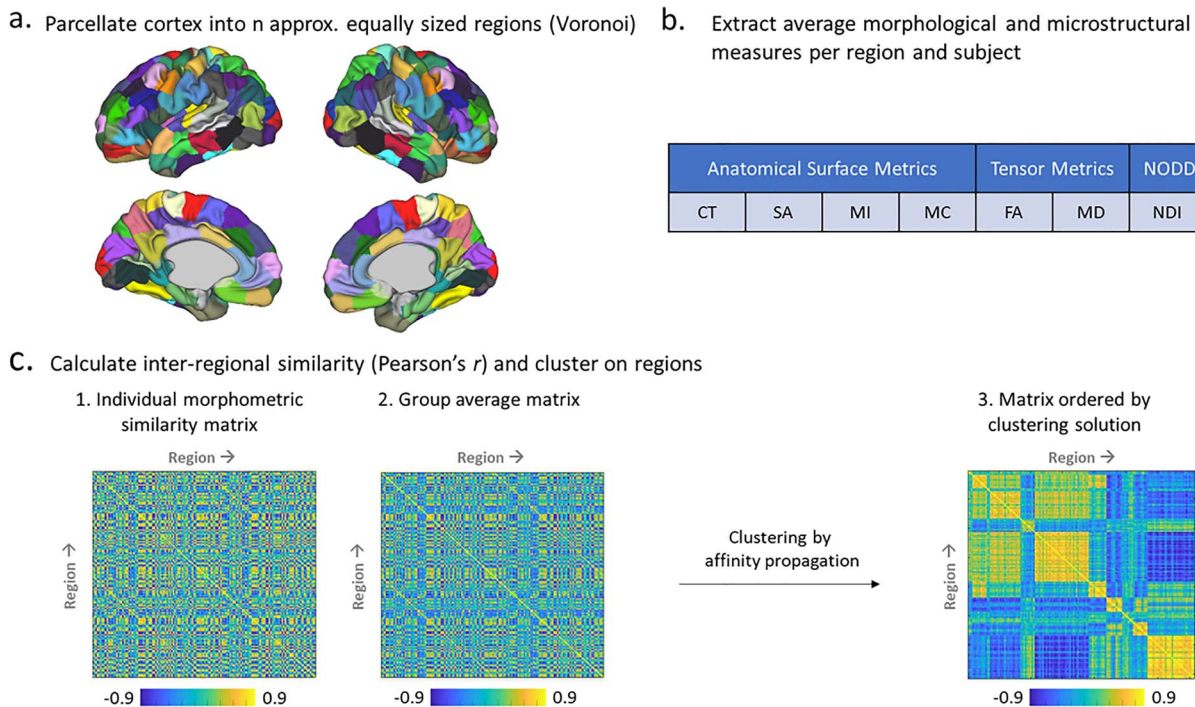 a. Parcellate cortex into n approx. equally sized regions (Voronoi)
b. Extract average morphological and microstructural
measures per region and subject
Anatomical Surface Metrics Tensor Metrics NODD
CT SA MI MC FA MD NDI
c. Calculate inter-regional similarity (Pearson's r) and cluster on regions
1. Individual morphometric
similarity matrix
Region →
Region →
-0.9 0.9
2. Group average matrix
Region →
Region →
-0.9 0.9
Clustering by
affinity propagation
3. Matrix ordered by
clustering solution
Region →
Region →
-0.9 0.9